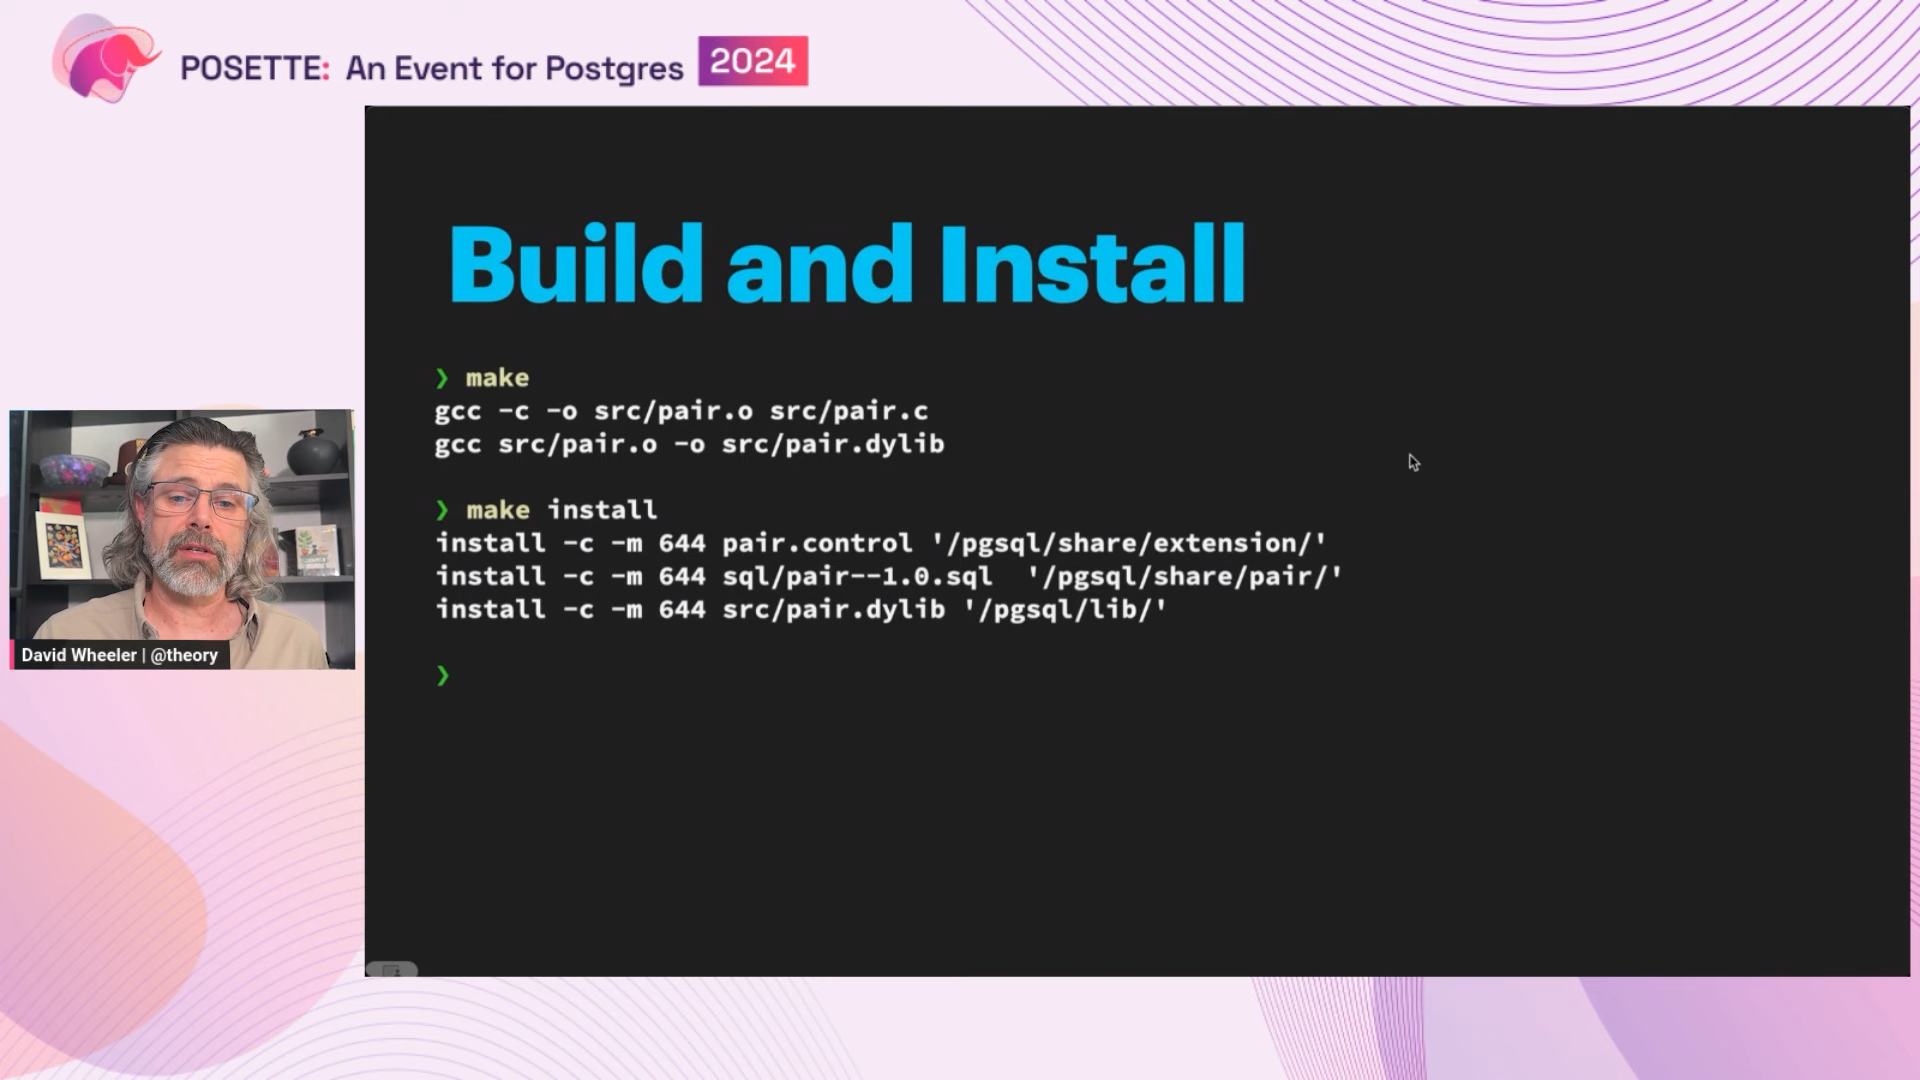 POSETTE: An Event for Postgres 2024
Build and Install
❯ make
gcc -c -o src/pair.o src/pair.c
gcc src/pair.o -o src/pair.dylib
❯ make install
install -c -m 644 pair.control '/pgsql/share/extension/'
install -c -m 644 sql/pair--1.0.sql  '/pgsql/share/pair/'
install -c -m 644 src/pair.dylib '/pgsql/lib/'
❯
David Wheeler | @theory